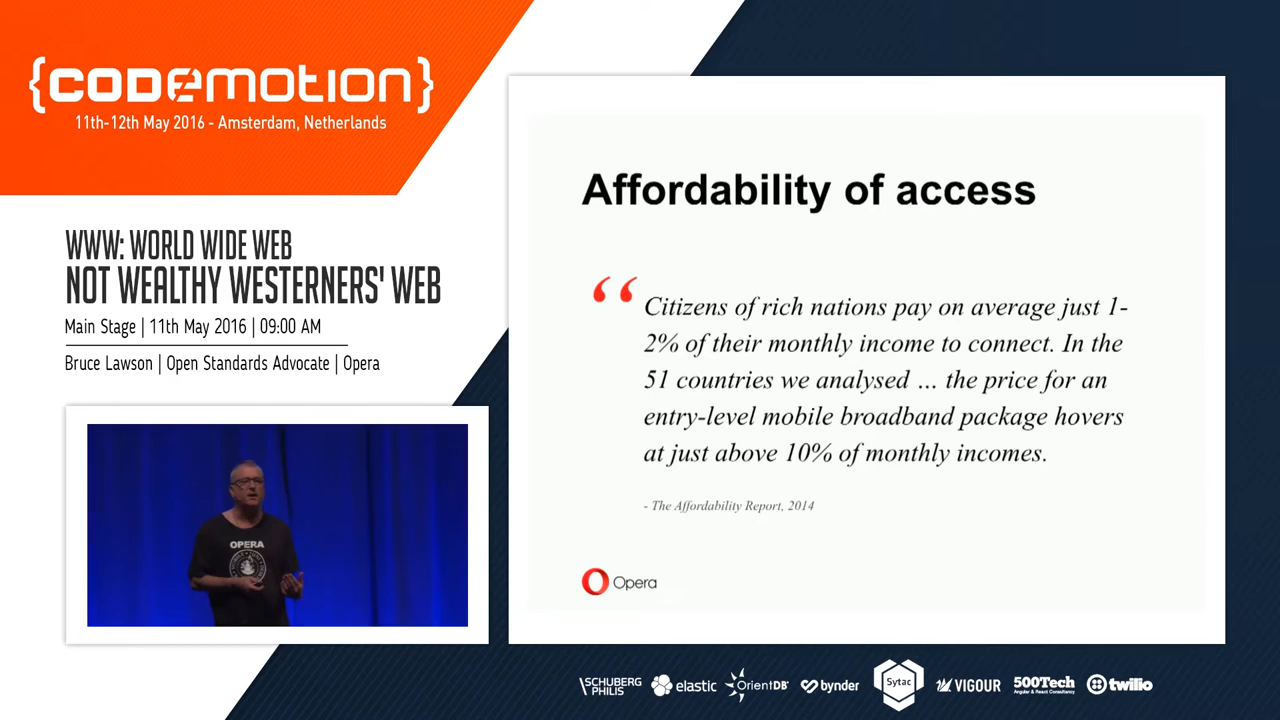 {CODEMOTION}
11th-12th May 2016 - Amsterdam, Netherlands
WWW: WORLD WIDE WEB
NOT WEALTHY WESTERNERS' WEB
Main Stage | 11th May 2016 | 09:00 AM
Bruce Lawson | Open Standards Advocate | Opera
OPERA
Affordability of access
“ Citizens of rich nations pay on average just 1-
2% of their monthly income to connect. In the
51 countries we analysed ... the price for an
entry-level mobile broadband package hovers
at just above 10% of monthly incomes.
- The Affordability Report, 2014
Opera
SCHUBERG
PHILIS
elastic
OrientDB
bynder
Sytac
VIGOUR
500Tech
Angular & React Consultancy
twilio